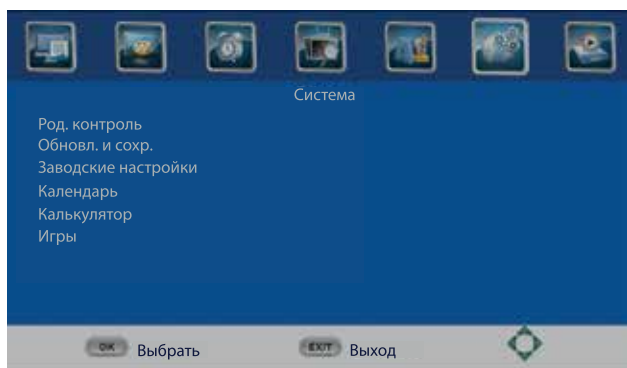 Система
Род. контроль
Обновл. и сохр.
Заводские настройки
Календарь
Калькулятор
Игры
OK Выбрать EXIT Выход